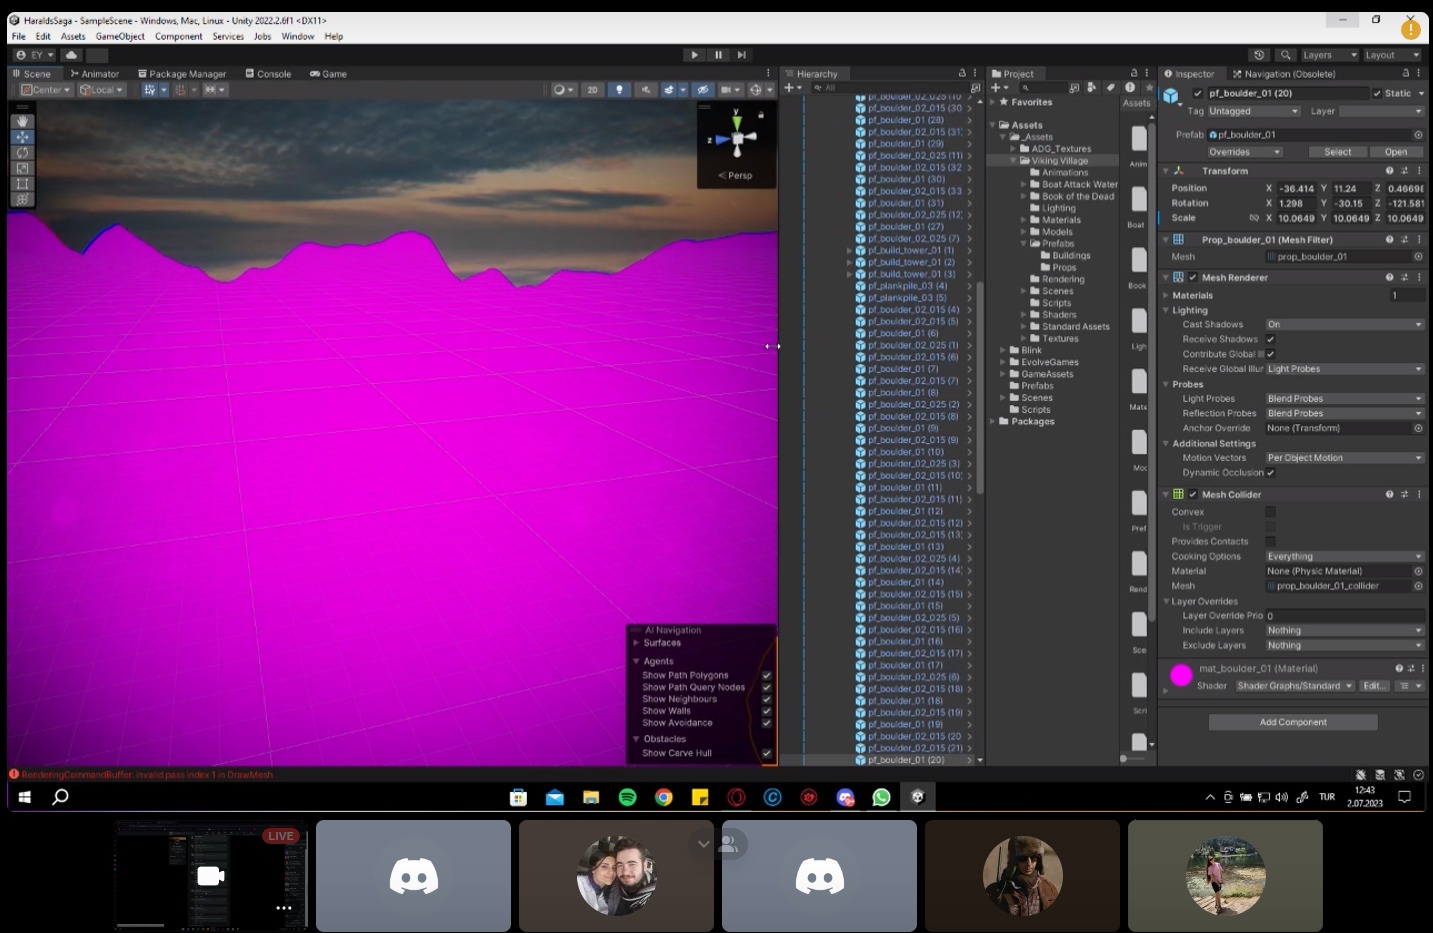 HaraldsSaga - SampleScene - Windows, Mac, Linux - Unity 2022.2.6f1 <DX11>
File Edit Assets GameObject Component Services Jobs Window Help
EY
Layers Layout
Scene Animator Package Manager Console Game
Center Local 2D
Persp
AI Navigation
Surfaces
Agents
Show Path Polygons
Show Path Query Nodes
Show Neighbours
Show Walls
Show Avoidance
Obstacles
Show Carve Hull
Hierarchy
All
pf_boulder_02_025 (10
pf_boulder_02_015 (30
pf_boulder_01 (28)
pf_boulder_02_015 (31)
pf_boulder_01 (29)
pf_boulder_02_025 (11)
pf_boulder_02_015 (32
pf_boulder_01 (30)
pf_boulder_02_015 (33
pf_boulder_01 (31)
pf_boulder_02_025 (12)
pf_boulder_01 (27)
pf_boulder_02_025 (7)
pf_build_tower_01 (1)
pf_build_tower_01 (2)
pf_build_tower_01 (3)
pf_plankpile_03 (4)
pf_plankpile_03 (5)
pf_boulder_02_015 (4)
pf_boulder_02_015 (5)
pf_boulder_01 (6)
pf_boulder_02_025 (1)
pf_boulder_02_015 (6)
pf_boulder_01 (7)
pf_boulder_02_015 (7)
pf_boulder_01 (8)
pf_boulder_02_025 (2)
pf_boulder_02_015 (8)
pf_boulder_01 (9)
pf_boulder_02_015 (9)
pf_boulder_01 (10)
pf_boulder_02_025 (3)
pf_boulder_02_015 (10)
pf_boulder_01 (11)
pf_boulder_02_015 (11)
pf_boulder_01 (12)
pf_boulder_02_015 (12)
pf_boulder_02_015 (13)
pf_boulder_01 (13)
pf_boulder_02_025 (4)
pf_boulder_02_015 (14)
pf_boulder_01 (14)
pf_boulder_02_015 (15)
pf_boulder_01 (15)
pf_boulder_02_025 (5)
pf_boulder_02_015 (16)
pf_boulder_01 (16)
pf_boulder_02_015 (17)
pf_boulder_01 (17)
pf_boulder_02_025 (6)
pf_boulder_02_015 (18)
pf_boulder_01 (18)
pf_boulder_02_015 (19)
pf_boulder_01 (19)
pf_boulder_02_015 (20
pf_boulder_02_015 (21)
pf_boulder_01 (20)
Project
Favorites
Assets
_Assets
ADG_Textures
Viking Village
Animations
Boat Attack Water
Book of the Dead
Lighting
Materials
Models
Prefabs
Buildings
Props
Rendering
Scenes
Scripts
Shaders
Standard Assets
Textures
Blink
EvolveGames
GameAssets
Prefabs
Scenes
Scripts
Packages
Assets
Anim
Boat
Book
Ligh
Mate
Moc
Pref
Rend
Sce
Scri
Inspector Navigation (Obsolete)
pf_boulder_01 (20) Static
Tag Untagged Layer
Prefab pf_boulder_01
Overrides Select Open
Transform
Position X -36.414 Y 11.24 Z 0.46698
Rotation X 1.298 Y -30.15 Z -121.581
Scale X 10.0649 Y 10.0649 Z 10.0649
Prop_boulder_01 (Mesh Filter)
Mesh prop_boulder_01
Mesh Renderer
Materials 1
Lighting
Cast Shadows On
Receive Shadows
Contribute Global
Receive Global Illur Light Probes
Probes
Light Probes Blend Probes
Reflection Probes Blend Probes
Anchor Override None (Transform)
Additional Settings
Motion Vectors Per Object Motion
Dynamic Occlusion
Mesh Collider
Convex
Is Trigger
Provides Contacts
Cooking Options Everything
Material None (Physic Material)
Mesh prop_boulder_01_collider
Layer Overrides
Layer Override Prio 0
Include Layers Nothing
Exclude Layers Nothing
mat_boulder_01 (Material)
Shader Shader Graphs/Standard Edit...
Add Component
RenderingCommandBuffer: invalid pass index 1 in DrawMesh
TUR
12:43
2.07.2023
LIVE